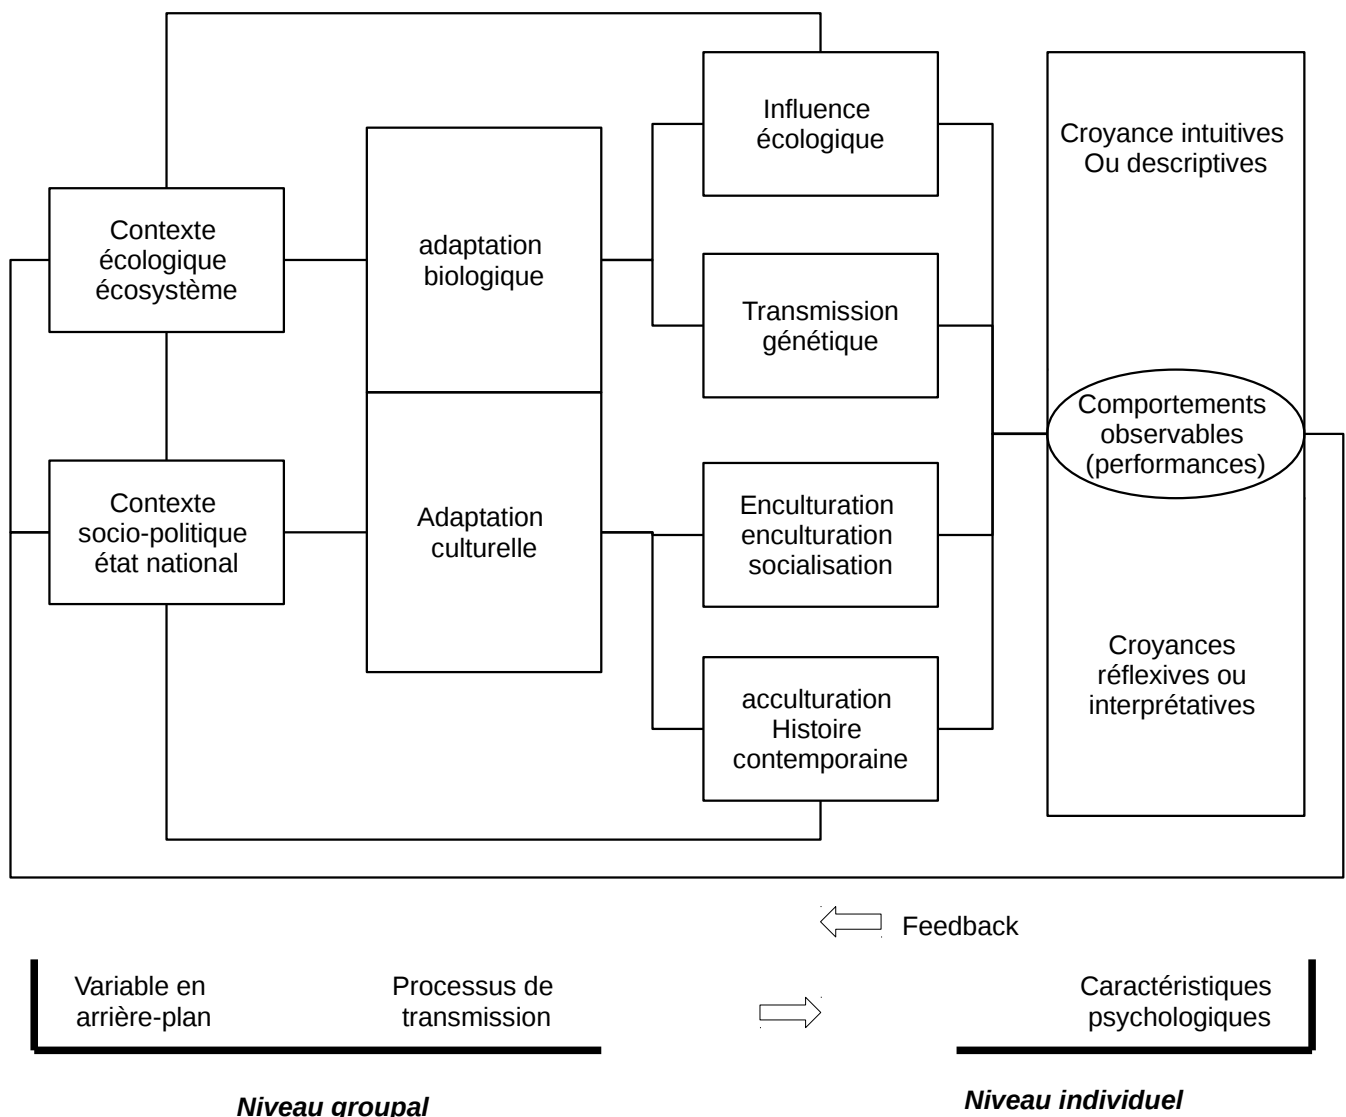 Influence
écologique
Croyance intuitives
Ou descriptives
Contexte
écologique
écosystème
adaptation
biologique
Transmission
génétique
Comportements
observables
(performances)
Contexte
socio-politique
état national
Adaptation
culturelle
Enculturation
enculturation
socialisation
Croyances
réflexives ou
interprétatives
acculturation
Histoire
contemporaine
Feedback
Variable en
arrière-plan
Processus de
transmission
Caractéristiques
psychologiques
Niveau groupal
Niveau individuel